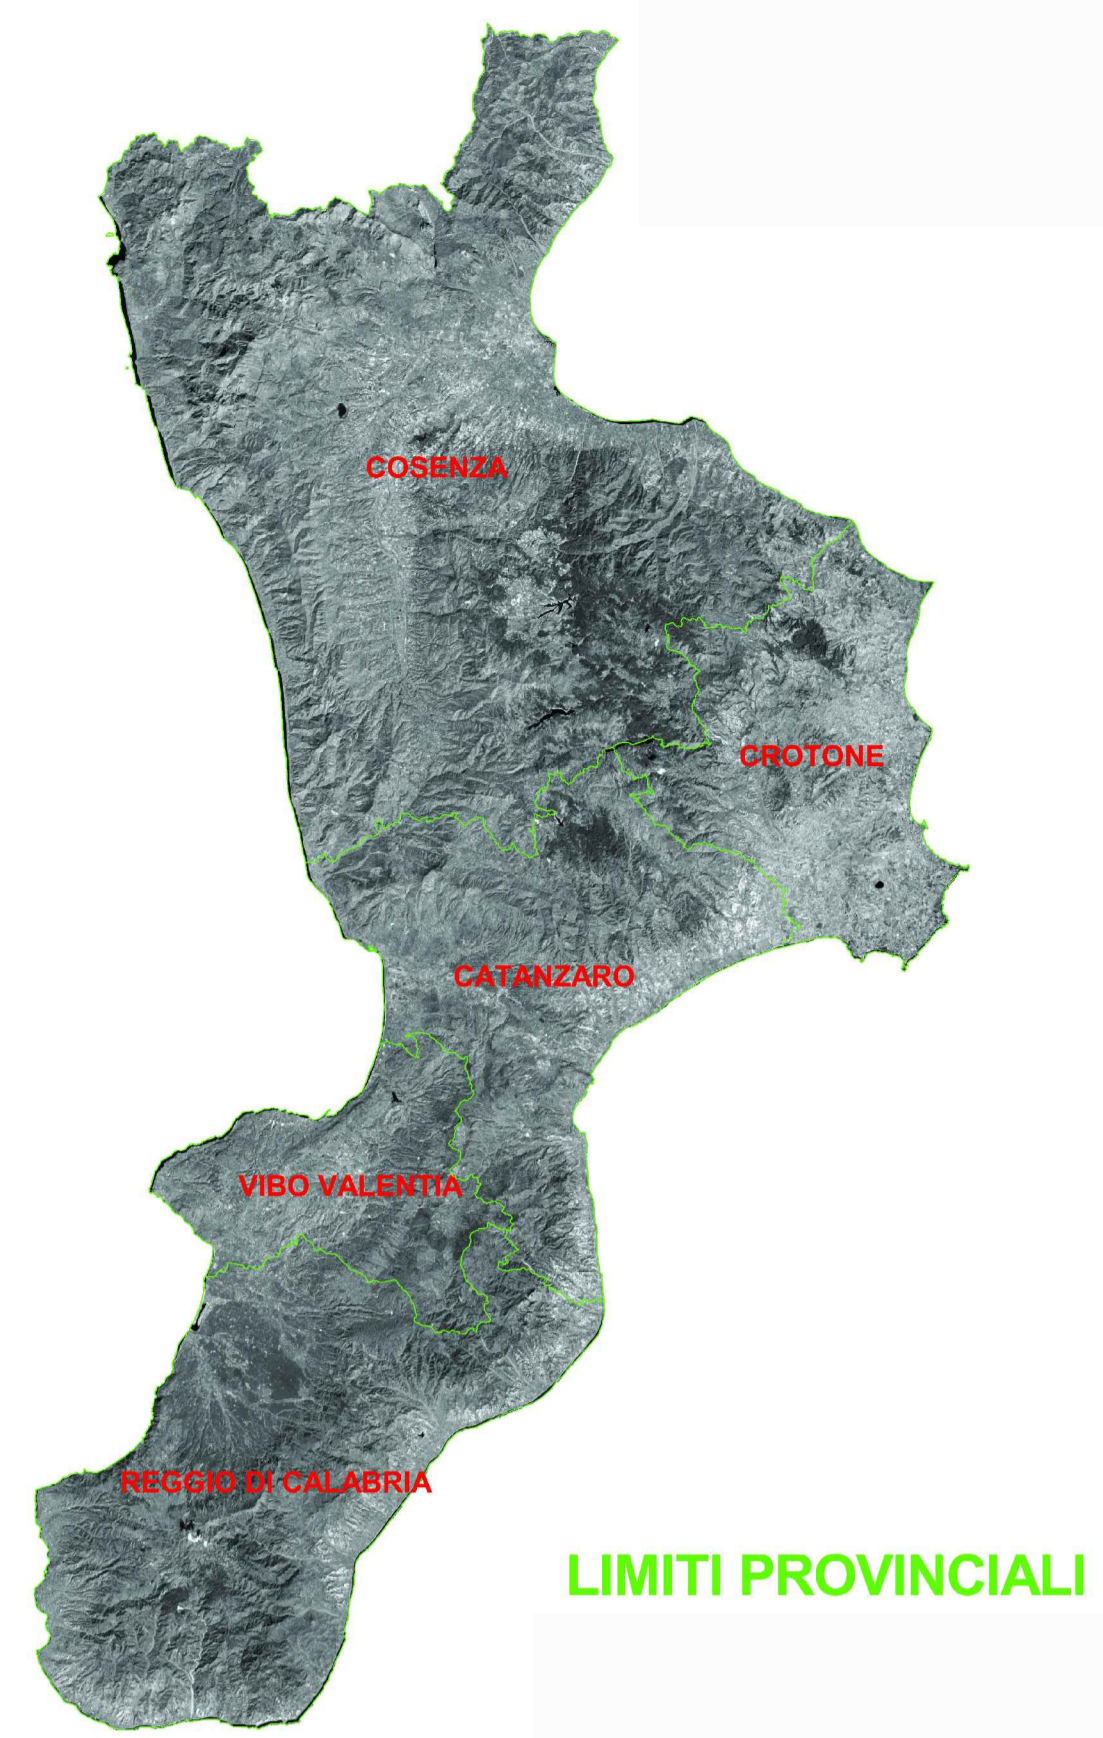 COSENZA
CROTONE
CATANZARO
VIBO VALENTIA
REGGIO DI CALABRIA
LIMITI PROVINCIALI